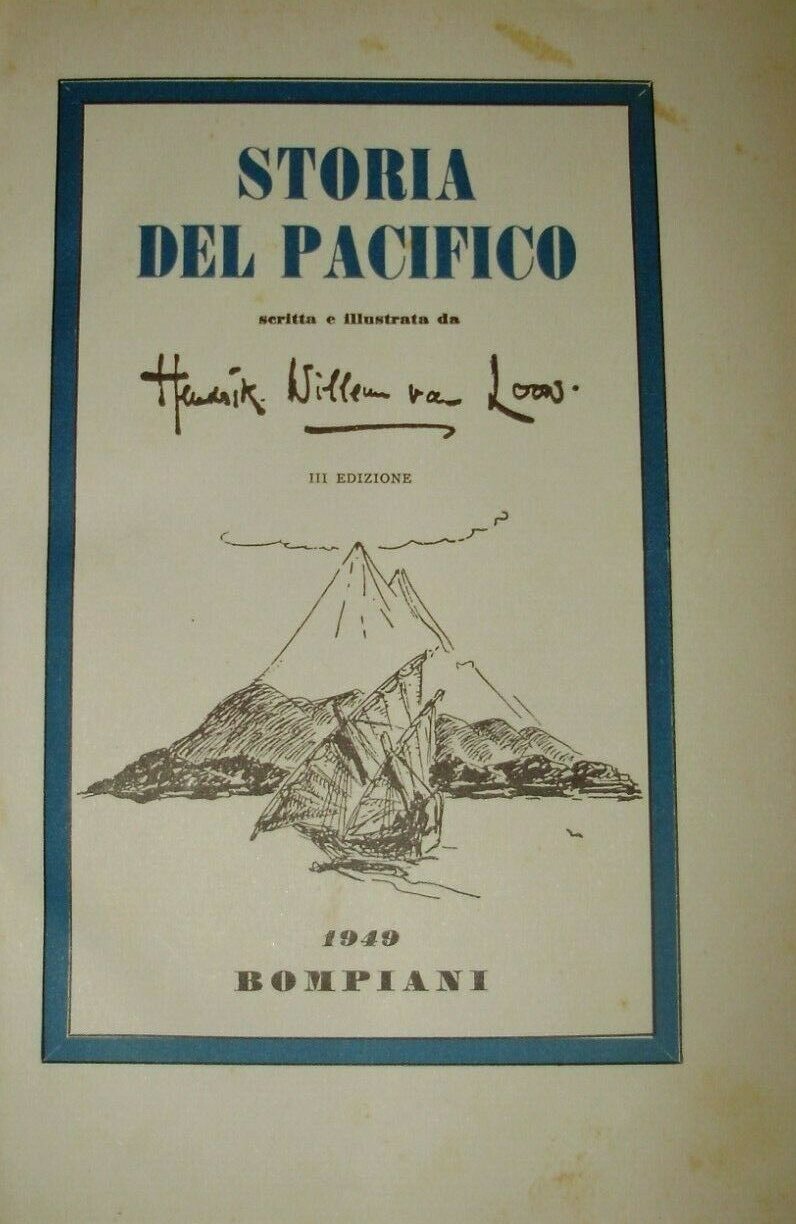 STORIA
DEL PACIFICO
scritta e illustrata da
Hendrik Willem van Loon.
III EDIZIONE
1949
BOMPIANI